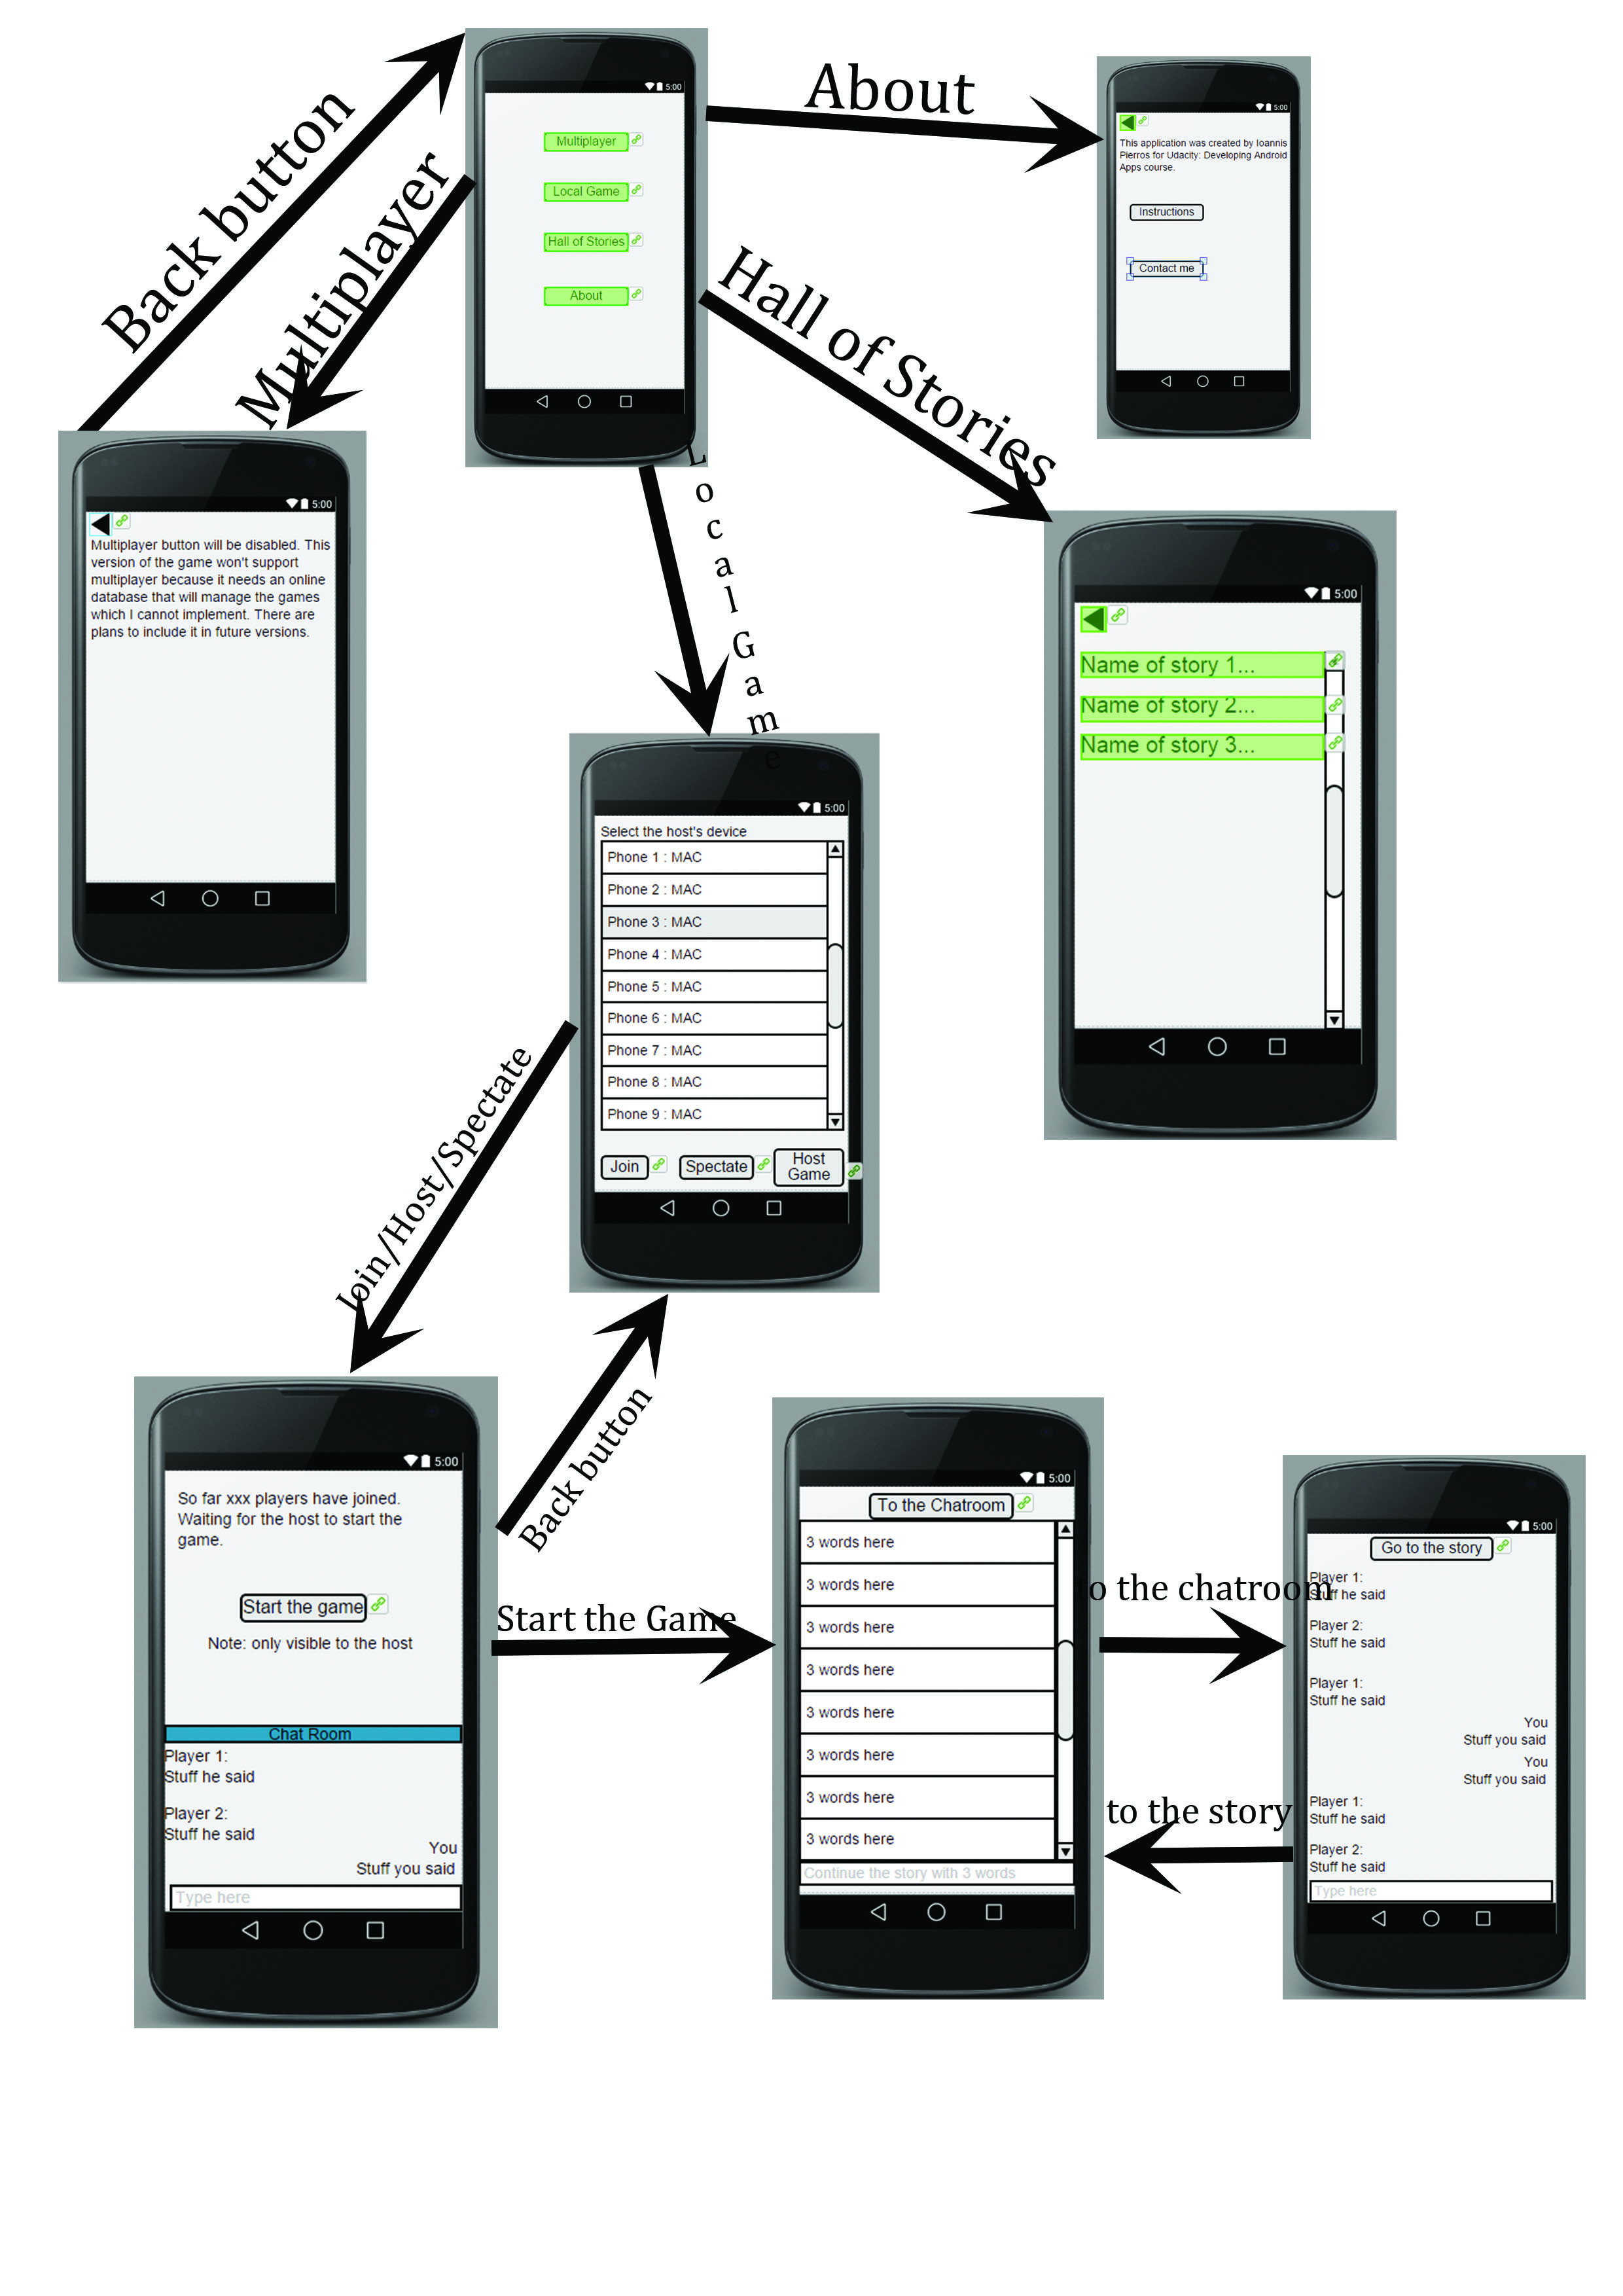 Back button
Multiplayer
About
Hall of Stories
Local Game
5:00
Multiplayer
Local Game
Hall of Stories
About
5:00
This application was created by Ioannis
Pierros for Udacity: Developing Android
Apps course.
Instructions
Contact me
5:00
Multiplayer button will be disabled. This
version of the game won't support
multiplayer because it needs an online
database that will manage the games
which I cannot implement. There are
plans to include it in future versions.
5:00
Name of story 1...
Name of story 2...
Name of story 3...
5:00
Select the host's device
Phone 1 : MAC
Phone 2 : MAC
Phone 3 : MAC
Phone 4 : MAC
Phone 5 : MAC
Phone 6 : MAC
Phone 7 : MAC
Phone 8 : MAC
Phone 9 : MAC
Join
Spectate
Host
Game
Join/Host/Spectate
Back button
5:00
So far xxx players have joined.
Waiting for the host to start the
game.
Start the game
Note: only visible to the host
Chat Room
Player 1:
Stuff he said
Player 2:
Stuff he said
You
Stuff you said
Type here
Start the Game
5:00
To the Chatroom
3 words here
3 words here
3 words here
3 words here
3 words here
3 words here
3 words here
3 words here
Continue the story with 3 words
to the chatroom
to the story
5:00
Go to the story
Player 1:
Stuff he said
Player 2:
Stuff he said
Player 1:
Stuff he said
You
Stuff you said
You
Stuff you said
Player 1:
Stuff he said
Player 2:
Stuff he said
Type here